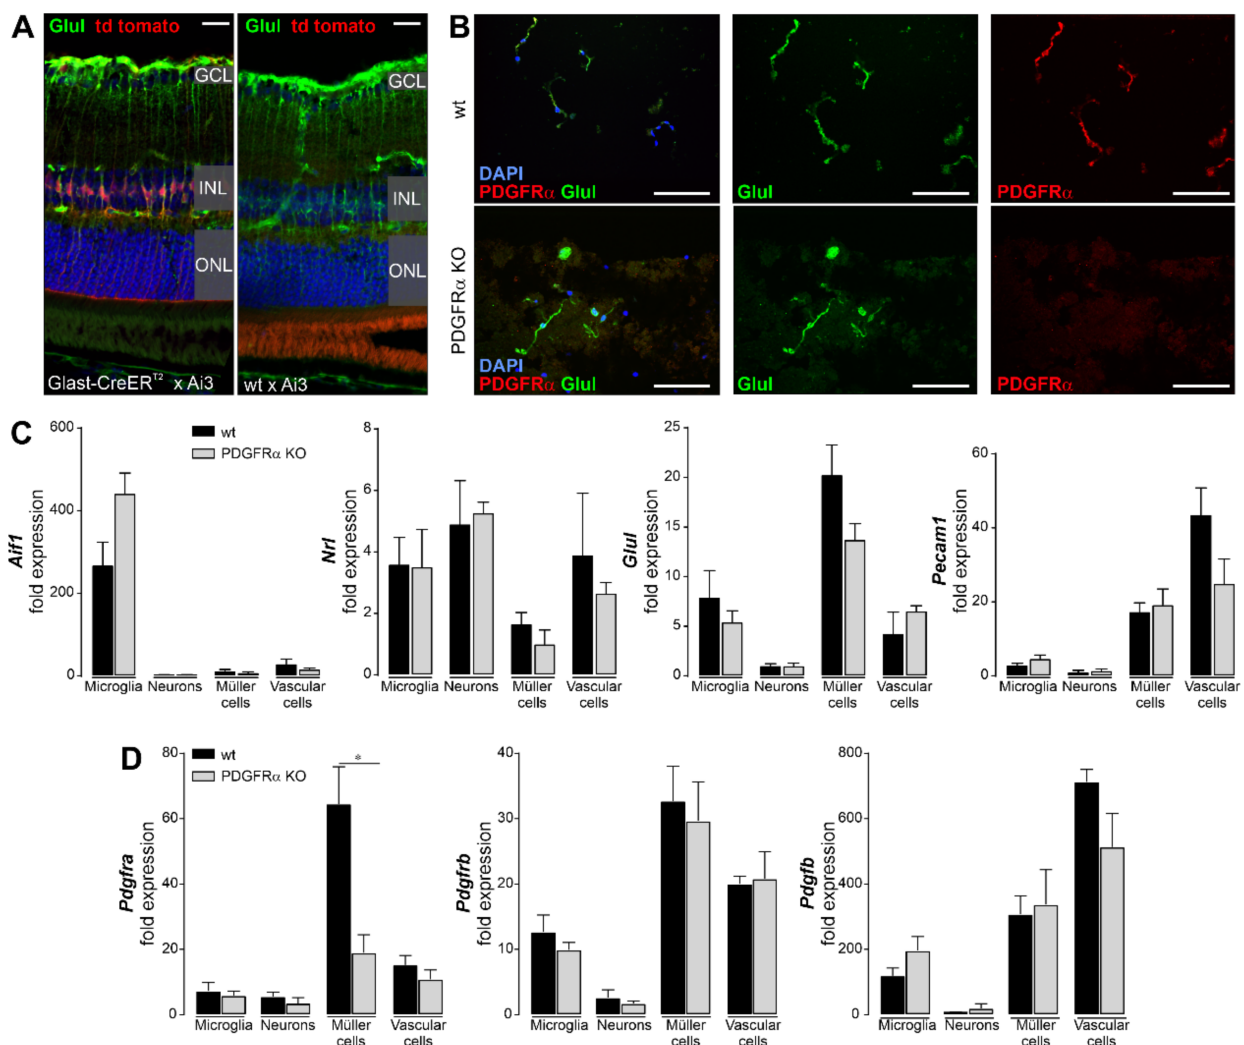 A
Glul td tomato
GCL
INL
ONL
Glast-CreER^T2 x Ai3
GCL
INL
ONL
wt x Ai3
B
wt
DAPI
PDGFRα Glul
Glul
PDGFRα
PDGFRα KO
DAPI
PDGFRα Glul
Glul
PDGFRα
Glul td tomato
C
wt
PDGFRα KO
Aif1
fold expression
600
400
200
0
Microglia Neurons Müller cells Vascular cells
Nrl
fold expression
8
6
4
2
0
Microglia Neurons Müller cells Vascular cells
Glul
fold expression
25
20
15
10
5
0
Microglia Neurons Müller cells Vascular cells
Pecam1
fold expression
60
40
20
0
Microglia Neurons Müller cells Vascular cells
D
wt
PDGFRα KO
Pdgfra
fold expression
80
60
40
20
0
*
Microglia Neurons Müller cells Vascular cells
Pdgfrb
fold expression
40
30
20
10
0
Microglia Neurons Müller cells Vascular cells
Pdgfb
fold expression
800
600
400
200
0
Microglia Neurons Müller cells Vascular cells